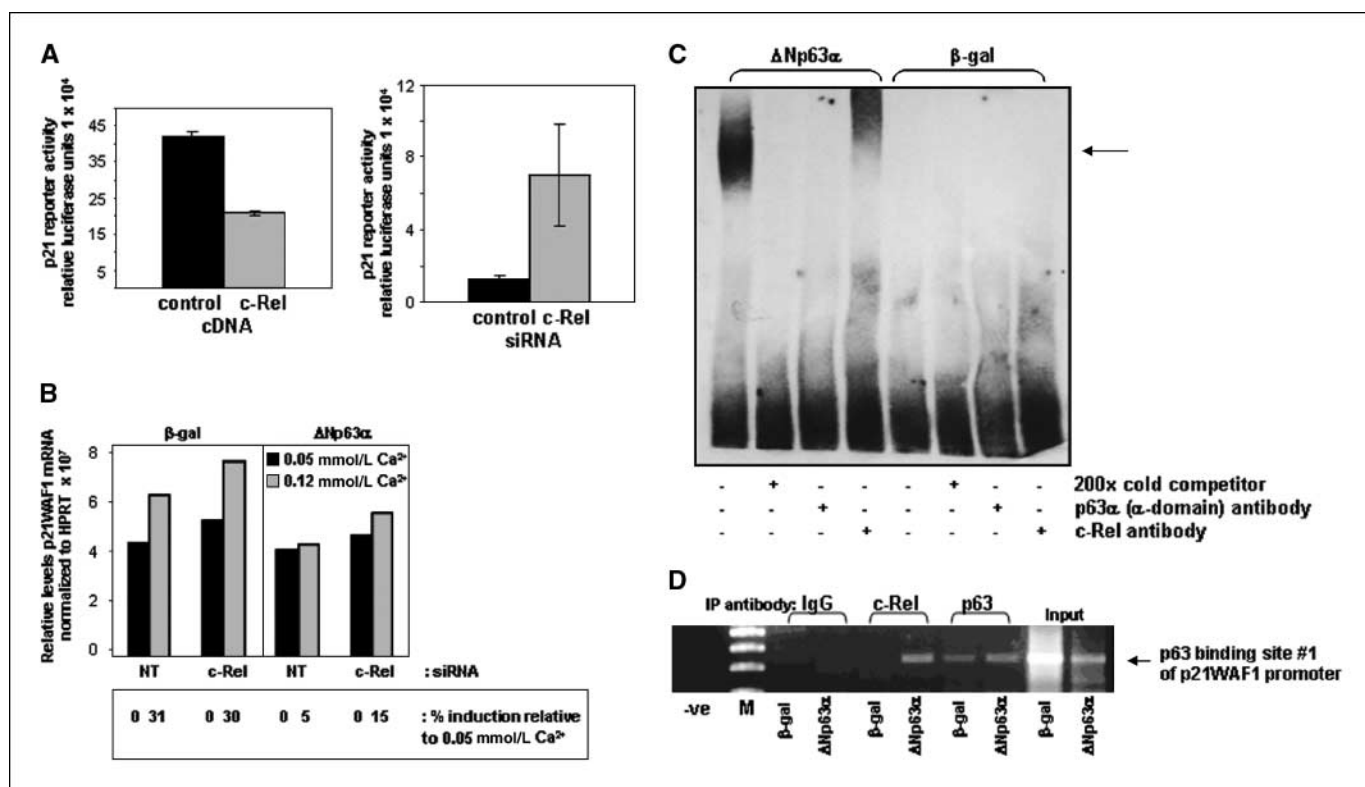 A
p21 reporter activity
relative luciferase units 1 x 10⁴
45
35
25
15
5
control c-Rel
cDNA
p21 reporter activity
relative luciferase units 1 x 10⁴
12
8
4
0
control c-Rel
siRNA
B
β-gal ΔNp63α
Relative levels p21WAF1 mRNA
normalized to HPRT x 10⁷
8
6
4
2
0
0.05 mmol/L Ca²⁺
0.12 mmol/L Ca²⁺
NT c-Rel NT c-Rel : siRNA
0 31 0 30 0 5 0 15 : % induction relative
to 0.05 mmol/L Ca²⁺
C
ΔNp63α β-gal
- + - - - + - - 200x cold competitor
- - + - - - + - p63α (α-domain) antibody
- - - + - - - + c-Rel antibody
D
IP antibody: IgG c-Rel p63 Input
p63 binding site #1
of p21WAF1 promoter
-ve M β-gal ΔNp63α β-gal ΔNp63α β-gal ΔNp63α β-gal ΔNp63α